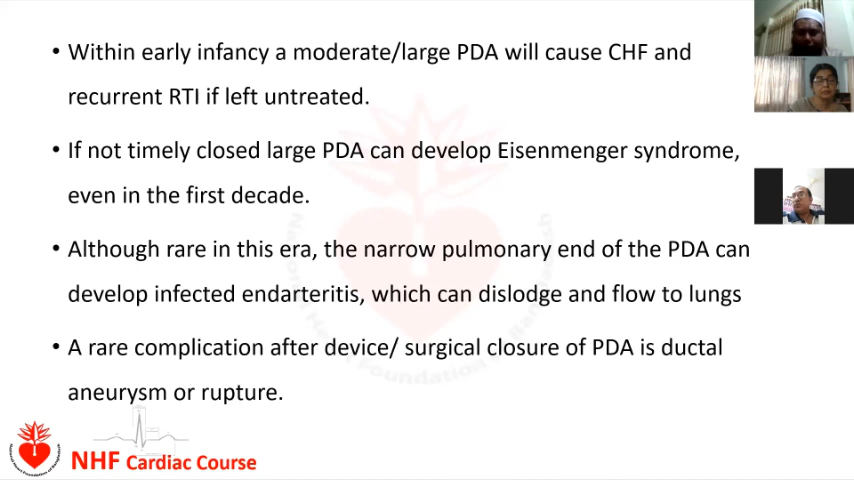 • Within early infancy a moderate/large PDA will cause CHF and
recurrent RTI if left untreated.
• If not timely closed large PDA can develop Eisenmenger syndrome,
even in the first decade.
• Although rare in this era, the narrow pulmonary end of the PDA can
develop infected endarteritis, which can dislodge and flow to lungs
• A rare complication after device/ surgical closure of PDA is ductal
aneurysm or rupture.
NHF Cardiac Course